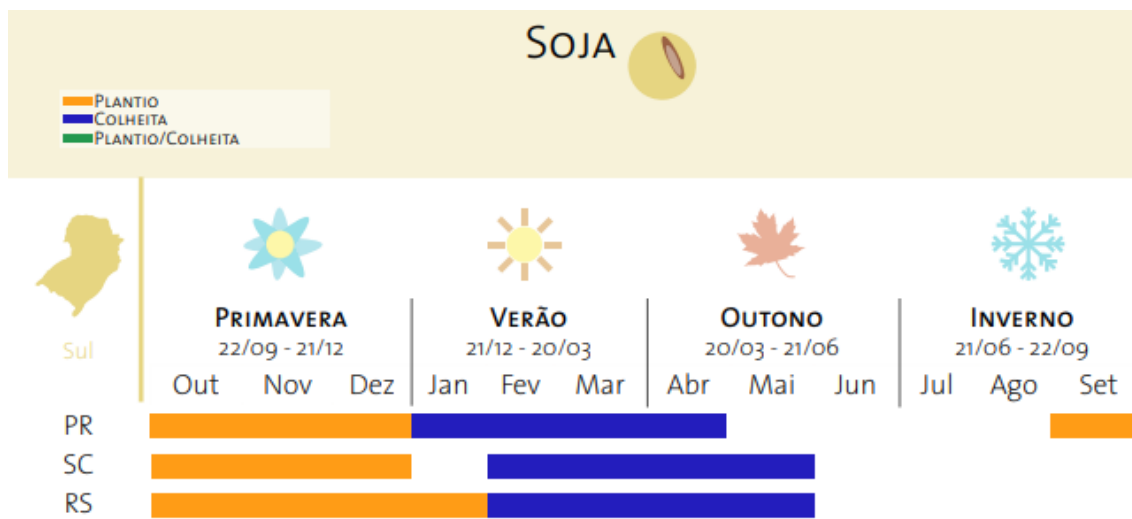 Soja
Plantio
Colheita
Plantio/Colheita
Sul
Primavera Verão Outono Inverno
22/09 - 21/12 21/12 - 20/03 20/03 - 21/06 21/06 - 22/09
Out Nov Dez Jan Fev Mar Abr Mai Jun Jul Ago Set
PR
SC
RS